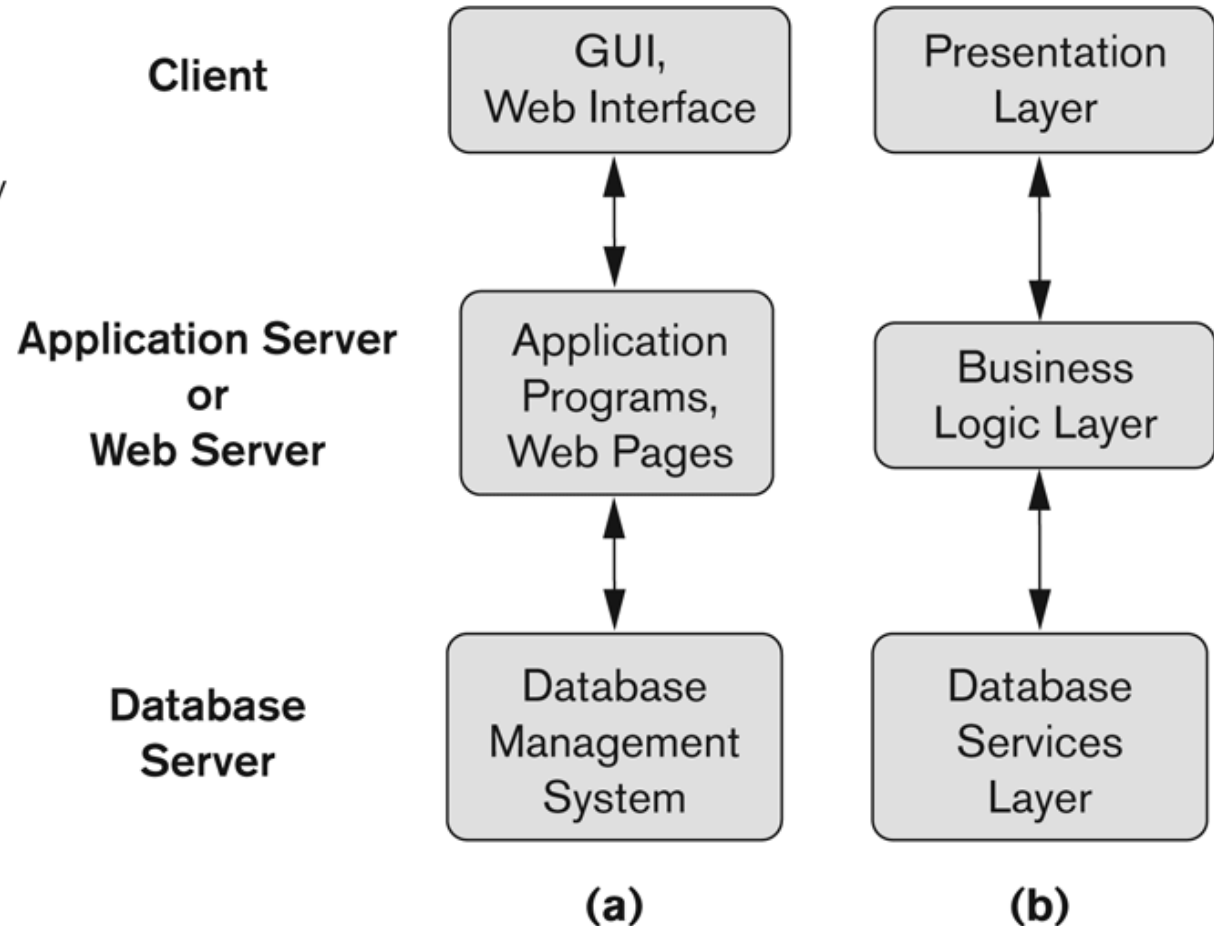 Client
GUI,
Web Interface
Presentation
Layer
Application Server
or
Web Server
Application
Programs,
Web Pages
Business
Logic Layer
Database
Server
Database
Management
System
Database
Services
Layer
(a)
(b)